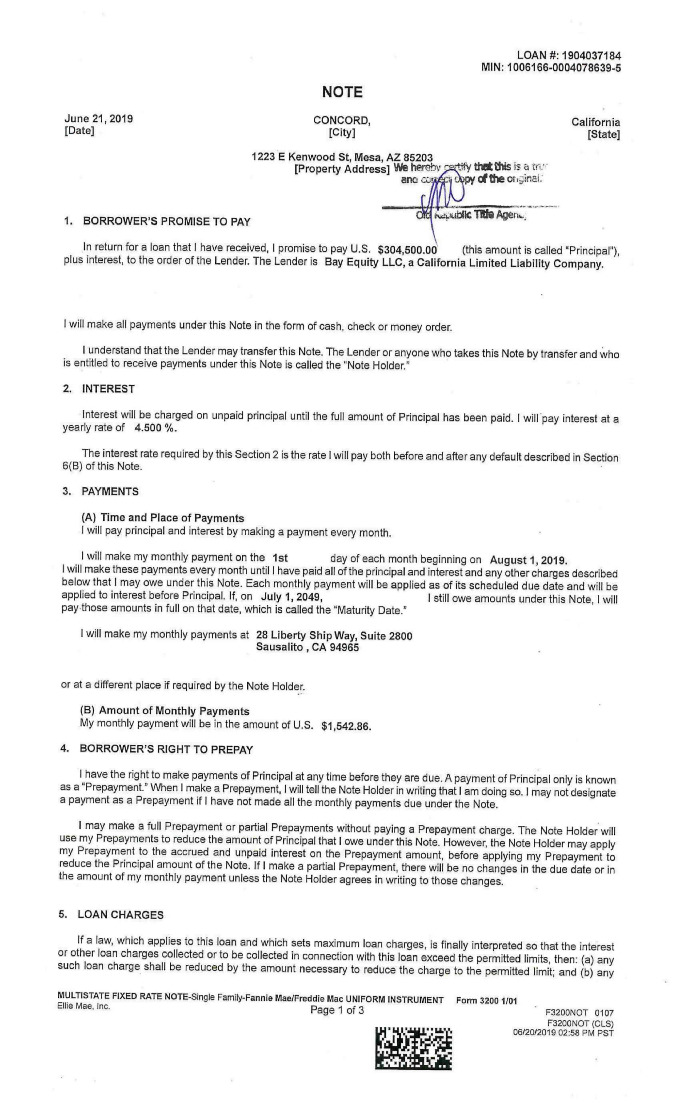 LOAN #: 1904037184
MIN: 1006166-0004078639-5
NOTE
June 21, 2019 CONCORD, California
[Date] [City] [State]
1223 E Kenwood St, Mesa, AZ 85203
[Property Address] We hereby certify that this is a true
and correct copy of the original.
Old Republic Title Agency
1. BORROWER'S PROMISE TO PAY
In return for a loan that I have received, I promise to pay U.S. $304,500.00 (this amount is called "Principal"),
plus interest, to the order of the Lender. The Lender is Bay Equity LLC, a California Limited Liability Company.
I will make all payments under this Note in the form of cash, check or money order.
I understand that the Lender may transfer this Note. The Lender or anyone who takes this Note by transfer and who
is entitled to receive payments under this Note is called the "Note Holder."
2. INTEREST
Interest will be charged on unpaid principal until the full amount of Principal has been paid. I will pay interest at a
yearly rate of 4.500 %.
The interest rate required by this Section 2 is the rate I will pay both before and after any default described in Section
6(B) of this Note.
3. PAYMENTS
(A) Time and Place of Payments
I will pay principal and interest by making a payment every month.
I will make my monthly payment on the 1st day of each month beginning on August 1, 2019.
I will make these payments every month until I have paid all of the principal and interest and any other charges described
below that I may owe under this Note. Each monthly payment will be applied as of its scheduled due date and will be
applied to interest before Principal. If, on July 1, 2049, I still owe amounts under this Note, I will
pay those amounts in full on that date, which is called the "Maturity Date."
I will make my monthly payments at 28 Liberty Ship Way, Suite 2800
Sausalito , CA 94965
or at a different place if required by the Note Holder.
(B) Amount of Monthly Payments
My monthly payment will be in the amount of U.S. $1,542.86.
4. BORROWER'S RIGHT TO PREPAY
I have the right to make payments of Principal at any time before they are due. A payment of Principal only is known
as a "Prepayment." When I make a Prepayment, I will tell the Note Holder in writing that I am doing so. I may not designate
a payment as a Prepayment if I have not made all the monthly payments due under the Note.
I may make a full Prepayment or partial Prepayments without paying a Prepayment charge. The Note Holder will
use my Prepayments to reduce the amount of Principal that I owe under this Note. However, the Note Holder may apply
my Prepayment to the accrued and unpaid interest on the Prepayment amount, before applying my Prepayment to
reduce the Principal amount of the Note. If I make a partial Prepayment, there will be no changes in the due date or in
the amount of my monthly payment unless the Note Holder agrees in writing to those changes.
5. LOAN CHARGES
If a law, which applies to this loan and which sets maximum loan charges, is finally interpreted so that the interest
or other loan charges collected or to be collected in connection with this loan exceed the permitted limits, then: (a) any
such loan charge shall be reduced by the amount necessary to reduce the charge to the permitted limit; and (b) any
MULTISTATE FIXED RATE NOTE-Single Family-Fannie Mae/Freddie Mac UNIFORM INSTRUMENT Form 3200 1/01
Ellie Mae, Inc. Page 1 of 3 F3200NOT 0107
F3200NOT (CLS)
06/20/2019 02:58 PM PST